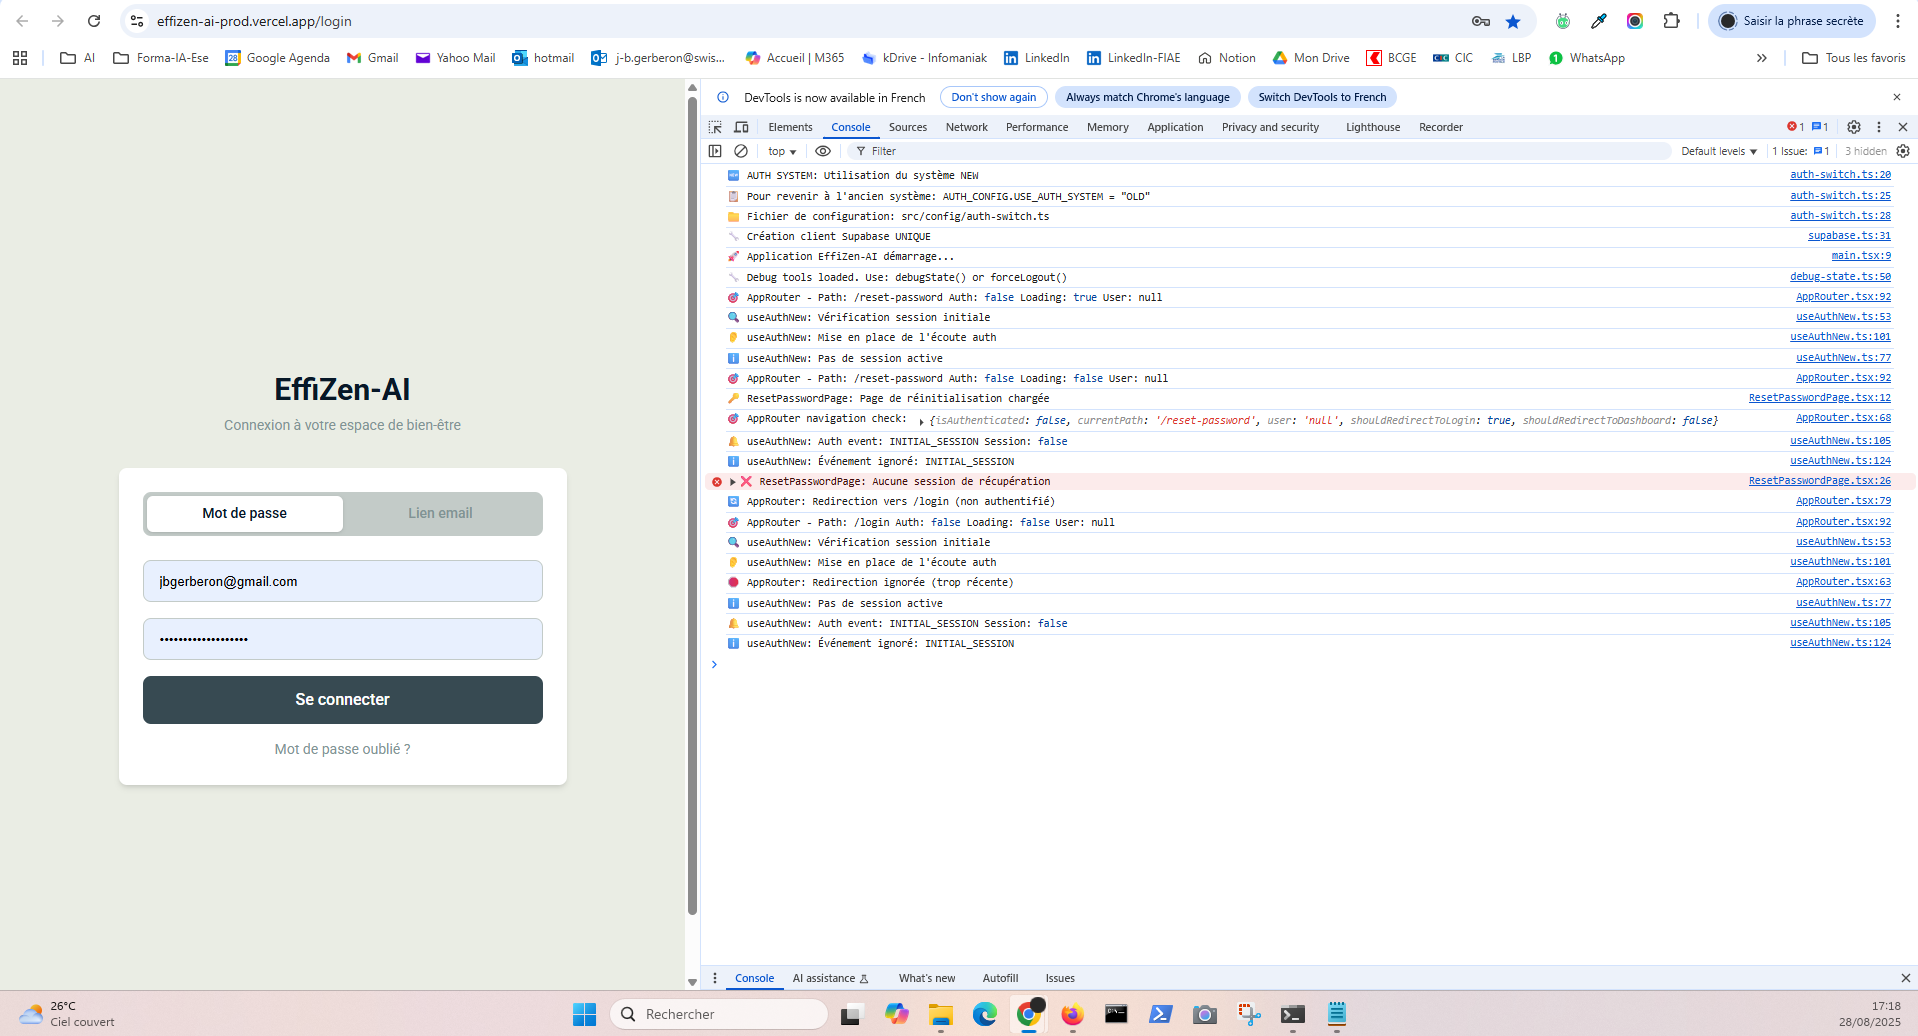 effizen-ai-prod.vercel.app/login
Saisir la phrase secrète
AI
Forma-IA-Ese
28
Google Agenda
Gmail
Yahoo Mail
hotmail
j-b.gerberon@swis...
Accueil | M365
kDrive - Infomaniak
LinkedIn
LinkedIn-FIAE
Notion
Mon Drive
BCGE
CIC
LBP
WhatsApp
»
Tous les favoris
DevTools is now available in French
Don't show again
Always match Chrome's language
Switch DevTools to French
Elements
Console
Sources
Network
Performance
Memory
Application
Privacy and security
Lighthouse
Recorder
1
1
top
Filter
Default levels
1 Issue:
1
3 hidden
AUTH SYSTEM: Utilisation du système NEW auth-switch.ts:20
Pour revenir à l'ancien système: AUTH_CONFIG.USE_AUTH_SYSTEM = "OLD" auth-switch.ts:25
Fichier de configuration: src/config/auth-switch.ts auth-switch.ts:28
Création client Supabase UNIQUE supabase.ts:31
Application EffiZen-AI démarrage... main.tsx:9
Debug tools loaded. Use: debugState() or forceLogout() debug-state.ts:50
AppRouter - Path: /reset-password Auth: false Loading: true User: null AppRouter.tsx:92
useAuthNew: Vérification session initiale useAuthNew.ts:53
useAuthNew: Mise en place de l'écoute auth useAuthNew.ts:101
useAuthNew: Pas de session active useAuthNew.ts:77
AppRouter - Path: /reset-password Auth: false Loading: false User: null AppRouter.tsx:92
ResetPasswordPage: Page de réinitialisation chargée ResetPasswordPage.tsx:12
AppRouter navigation check: {isAuthenticated: false, currentPath: '/reset-password', user: 'null', shouldRedirectToLogin: true, shouldRedirectToDashboard: false} AppRouter.tsx:68
useAuthNew: Auth event: INITIAL_SESSION Session: false useAuthNew.ts:105
useAuthNew: Événement ignoré: INITIAL_SESSION useAuthNew.ts:124
ResetPasswordPage: Aucune session de récupération ResetPasswordPage.tsx:26
AppRouter: Redirection vers /login (non authentifié) AppRouter.tsx:79
AppRouter - Path: /login Auth: false Loading: false User: null AppRouter.tsx:92
useAuthNew: Vérification session initiale useAuthNew.ts:53
useAuthNew: Mise en place de l'écoute auth useAuthNew.ts:101
AppRouter: Redirection ignorée (trop récente) AppRouter.tsx:63
useAuthNew: Pas de session active useAuthNew.ts:77
useAuthNew: Auth event: INITIAL_SESSION Session: false useAuthNew.ts:105
useAuthNew: Événement ignoré: INITIAL_SESSION useAuthNew.ts:124
EffiZen-AI
Connexion à votre espace de bien-être
Mot de passe
Lien email
jbgerberon@gmail.com
Se connecter
Mot de passe oublié ?
Console
AI assistance
What's new
Autofill
Issues
26°C
Ciel couvert
Rechercher
17:18
28/08/2025